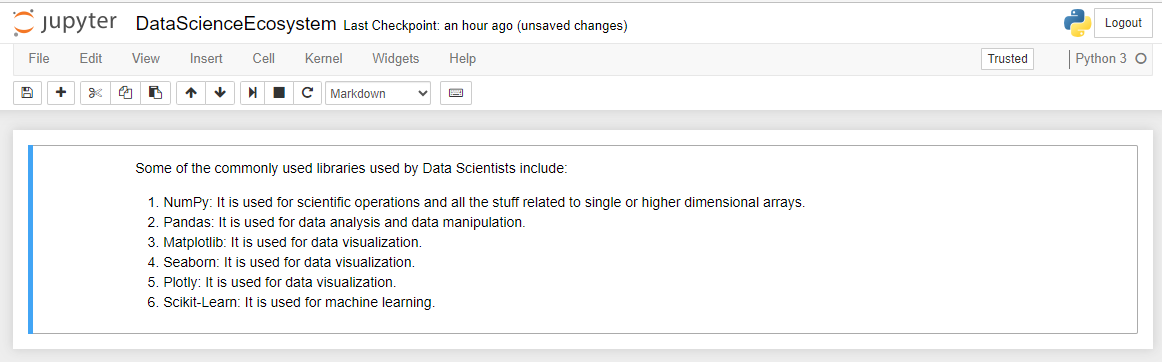 jupyter DataScienceEcosystem Last Checkpoint: an hour ago (unsaved changes) Logout
File Edit View Insert Cell Kernel Widgets Help Trusted Python 3
Markdown
Some of the commonly used libraries used by Data Scientists include:
1. NumPy: It is used for scientific operations and all the stuff related to single or higher dimensional arrays.
2. Pandas: It is used for data analysis and data manipulation.
3. Matplotlib: It is used for data visualization.
4. Seaborn: It is used for data visualization.
5. Plotly: It is used for data visualization.
6. Scikit-Learn: It is used for machine learning.